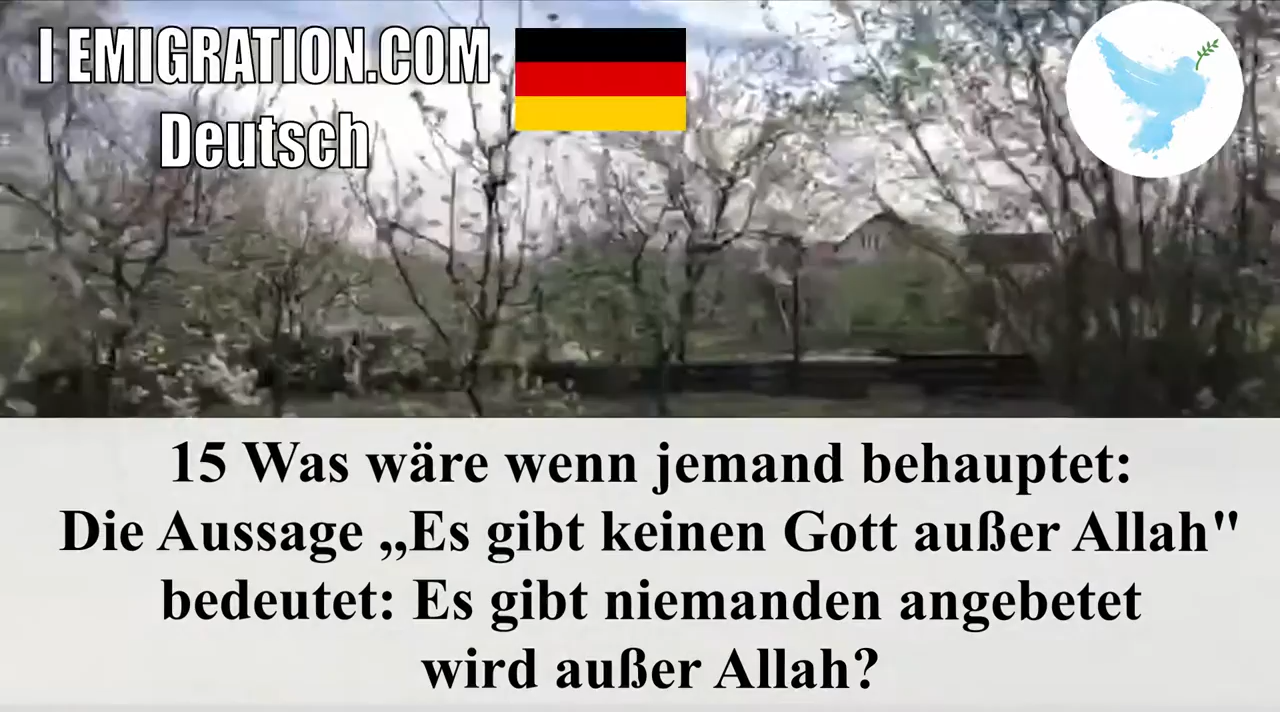 I EMIGRATION.COM
Deutsch
15 Was wäre wenn jemand behauptet:
Die Aussage „Es gibt keinen Gott außer Allah"
bedeutet: Es gibt niemanden angebetet
wird außer Allah?